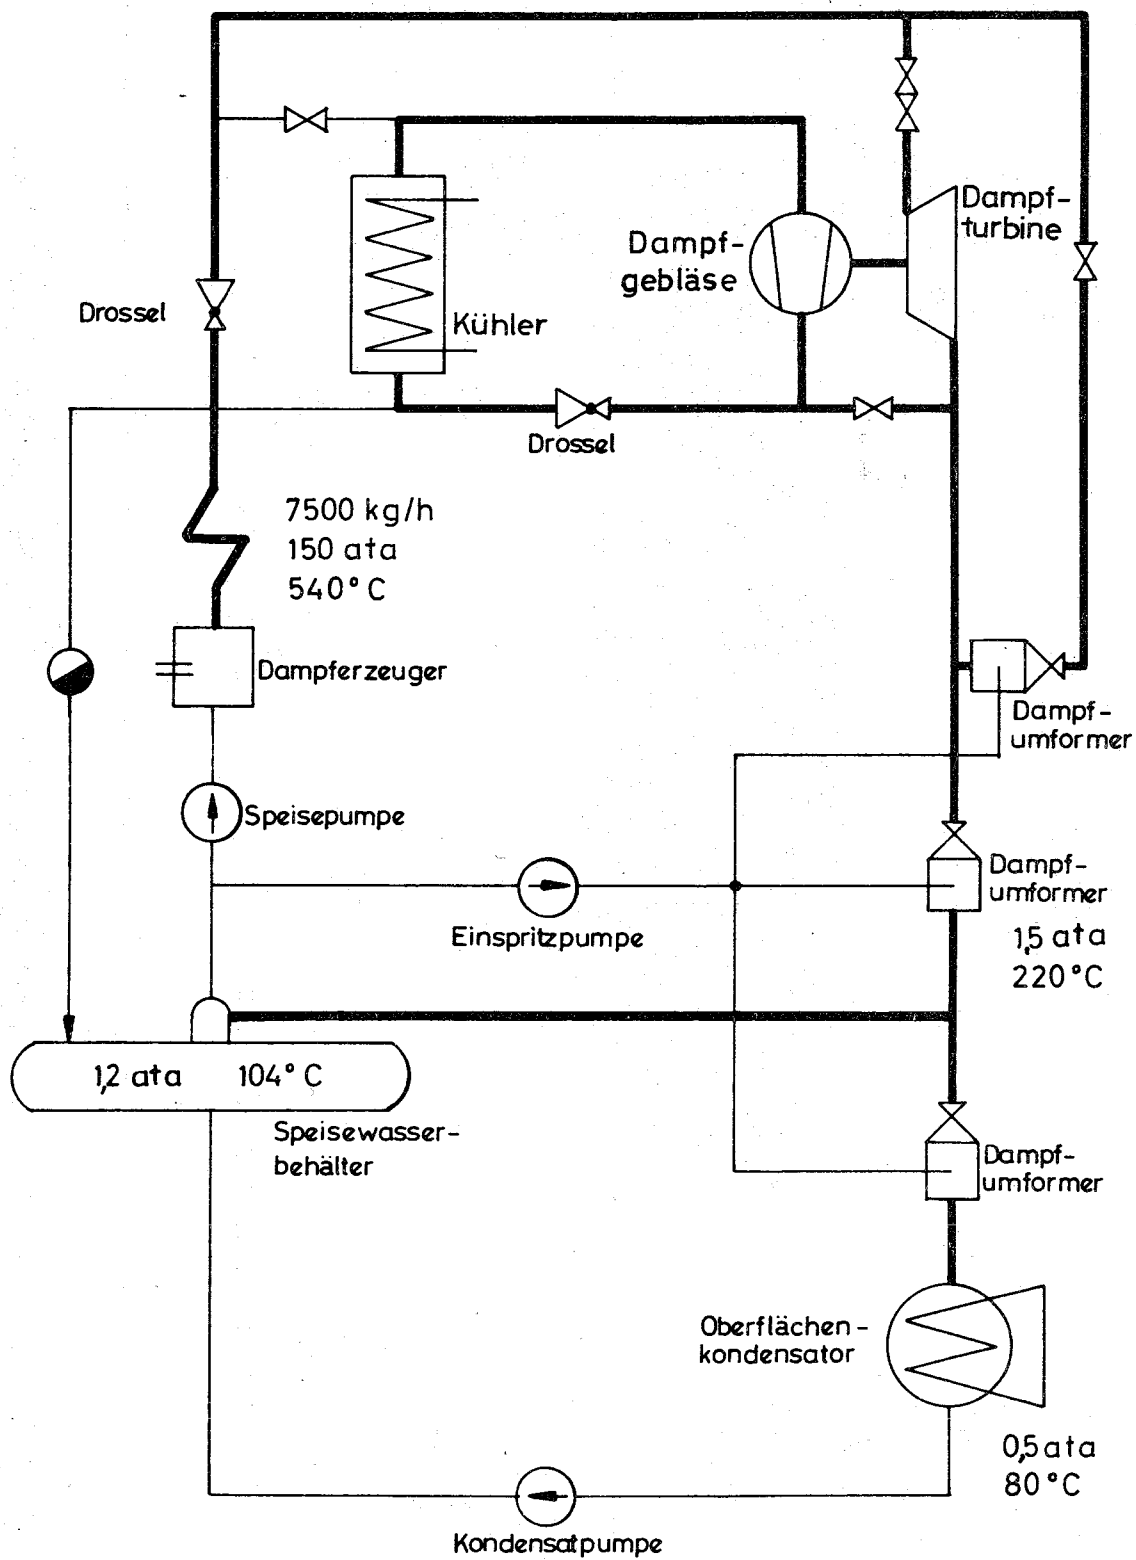 Dampf-
turbine
Dampf-
gebläse
Drossel
Kühler
Drossel
7500 kg/h
150 ata
540° C
Dampferzeuger
Dampf-
umformer
Speisepumpe
Dampf-
umformer
Einspritzpumpe
1,5 ata
220°C
1,2 ata 104° C
Speisewasser-
behälter
Dampf-
umformer
Oberflächen-
kondensator
0,5 ata
80°C
Kondensatpumpe